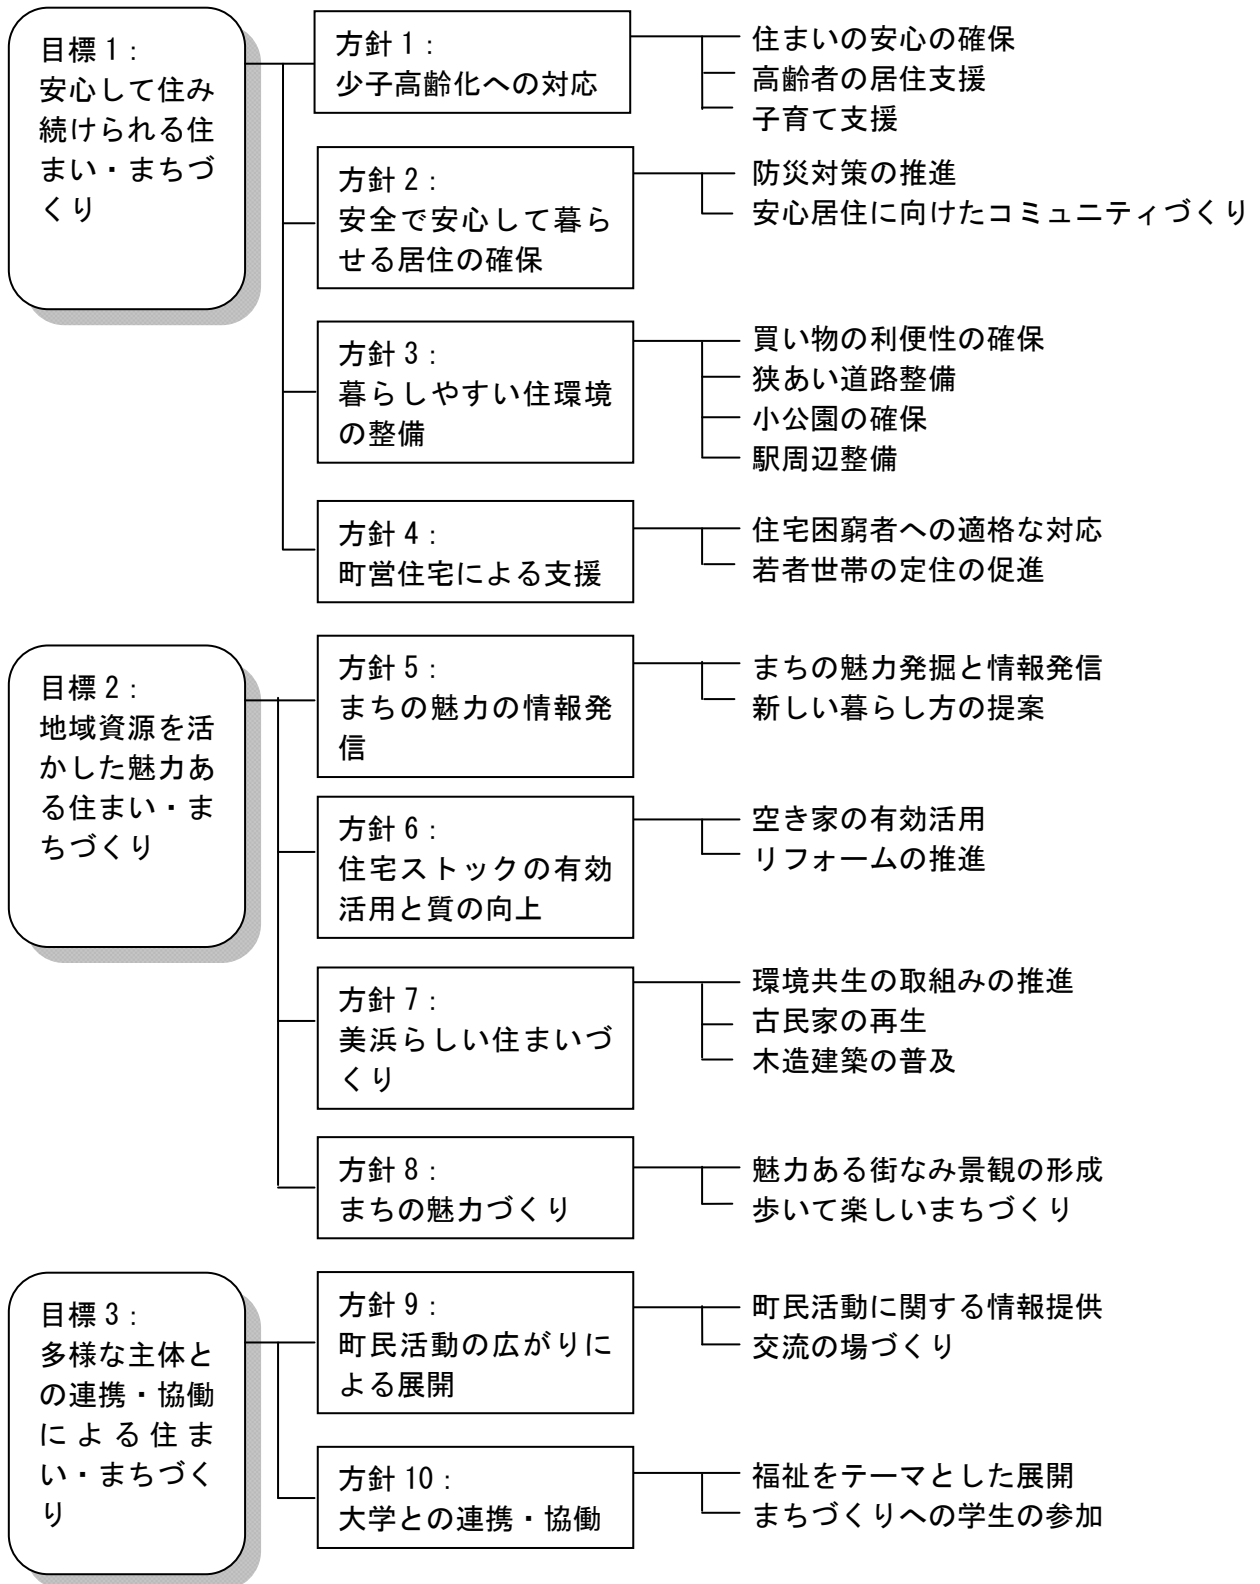 目標1：
安心して住み
続けられる住
まい・まちづ
くり
方針1：
少子高齢化への対応
住まいの安心の確保
高齢者の居住支援
子育て支援
方針2：
安全で安心して暮ら
せる居住の確保
防災対策の推進
安心居住に向けたコミュニティづくり
方針3：
暮らしやすい住環境
の整備
買い物の利便性の確保
狭あい道路整備
小公園の確保
駅周辺整備
方針4：
町営住宅による支援
住宅困窮者への適格な対応
若者世帯の定住の促進
目標2：
地域資源を活
かした魅力あ
る住まい・ま
ちづくり
方針5：
まちの魅力の情報発
信
まちの魅力発掘と情報発信
新しい暮らし方の提案
方針6：
住宅ストックの有効
活用と質の向上
空き家の有効活用
リフォームの推進
方針7：
美浜らしい住まいづ
くり
環境共生の取組みの推進
古民家の再生
木造建築の普及
方針8：
まちの魅力づくり
魅力ある街なみ景観の形成
歩いて楽しいまちづくり
目標3：
多様な主体と
の連携・協働
による住ま
い・まちづく
り
方針9：
町民活動の広がりに
よる展開
町民活動に関する情報提供
交流の場づくり
方針10：
大学との連携・協働
福祉をテーマとした展開
まちづくりへの学生の参加